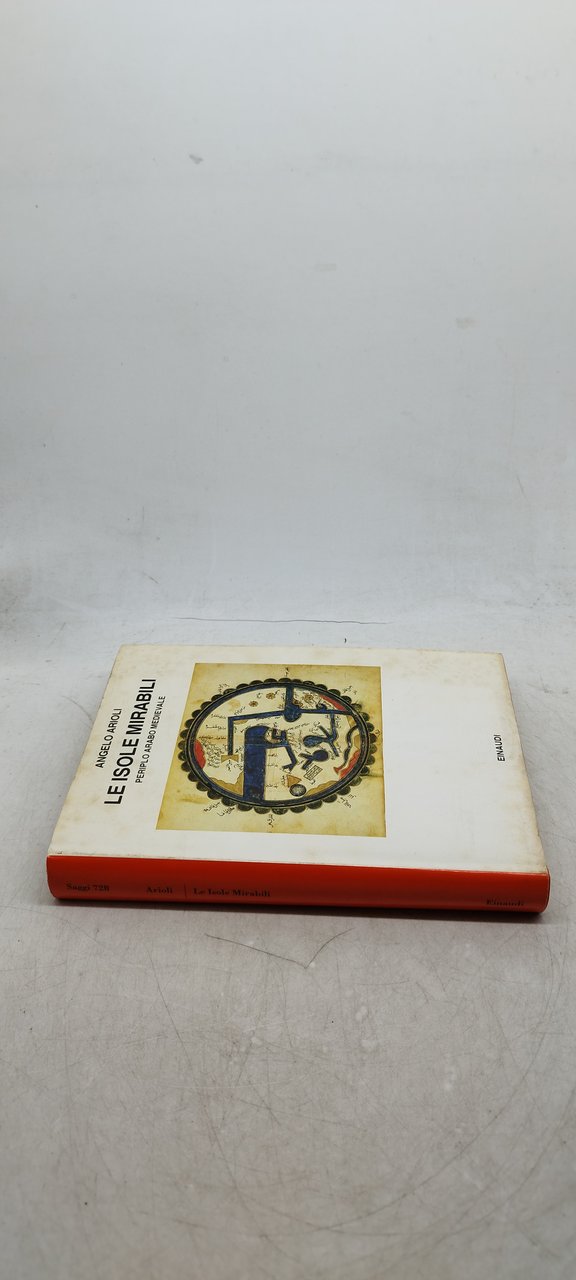 ANGELO ARIOLI
LE ISOLE MIRABILI
PERIPLO ARABO MEDIEVALE
EINAUDI
Saggi 728 Arioli Le Isole Mirabili Einaudi